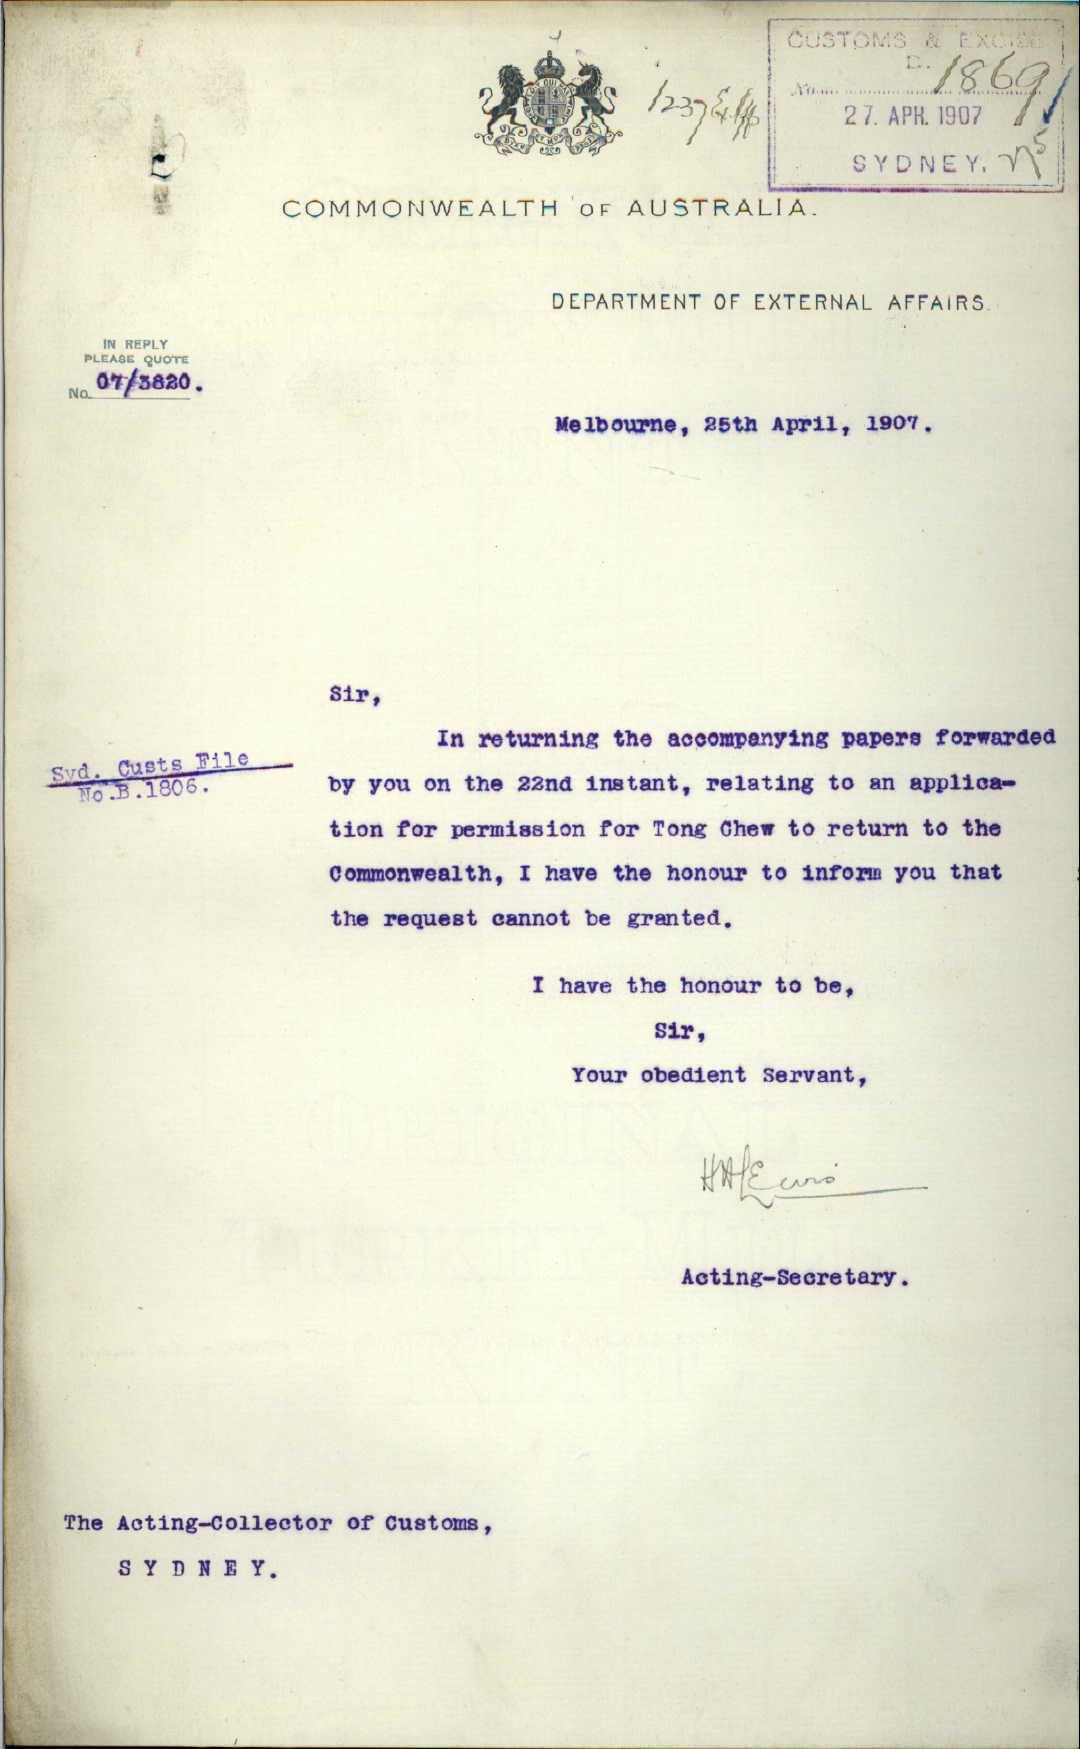 CUSTOMS & EXCISE
B.
No. 1869
27. APR. 1907
SYDNEY.
COMMONWEALTH OF AUSTRALIA.
DEPARTMENT OF EXTERNAL AFFAIRS.
IN REPLY
PLEASE QUOTE
No. 07/3820.
Melbourne, 25th April, 1907.
Sir,
In returning the accompanying papers forwarded
Syd. Custs File
No.B.1806.
by you on the 22nd instant, relating to an applica-
tion for permission for Tong Chew to return to the
Commonwealth, I have the honour to inform you that
the request cannot be granted.
I have the honour to be,
Sir,
Your obedient Servant,
Acting-Secretary.
The Acting-Collector of Customs,
SYDNEY.